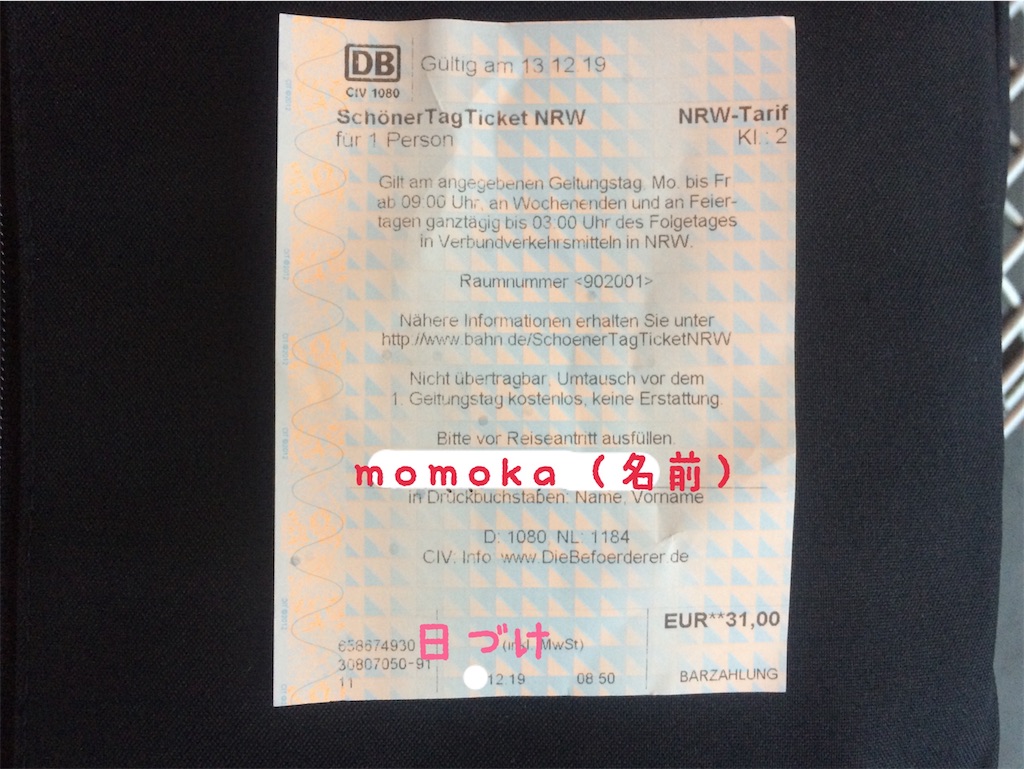 DB Gültig am 13.12.19
CIV 1080
SchönerTagTicket NRW NRW-Tarif
für 1 Person Kl.: 2
Gilt am angegebenen Geltungstag, Mo. bis Fr
ab 09:00 Uhr, an Wochenenden und an Feier-
tagen ganztägig bis 03:00 Uhr des Folgetages
in Verbundverkehrsmitteln in NRW.
Raumnummer <902001>
Nähere Informationen erhalten Sie unter
http://www.bahn.de/SchoenerTagTicketNRW
Nicht übertragbar, Umtausch vor dem
1. Geltungstag kostenlos, keine Erstattung.
Bitte vor Reiseantritt ausfüllen.
momoka (名前)
in Druckbuchstaben: Name, Vorname
D: 1080, NL: 1184
CIV: Info: www.DieBefoerderer.de
EUR**31,00
658674930 日づけ MwSt)
30807050-91
11 12.19 08:50 BARZAHLUNG